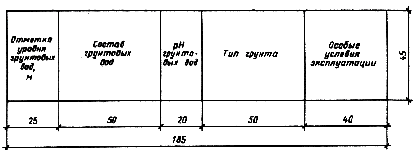 Отметка
уровня
грунтовых
вод,
м
Состав
грунтовых
вод
pH
грунто-
вых вод
Тип грунта
Особые
условия
эксплуатации
45
25
50
20
50
40
185